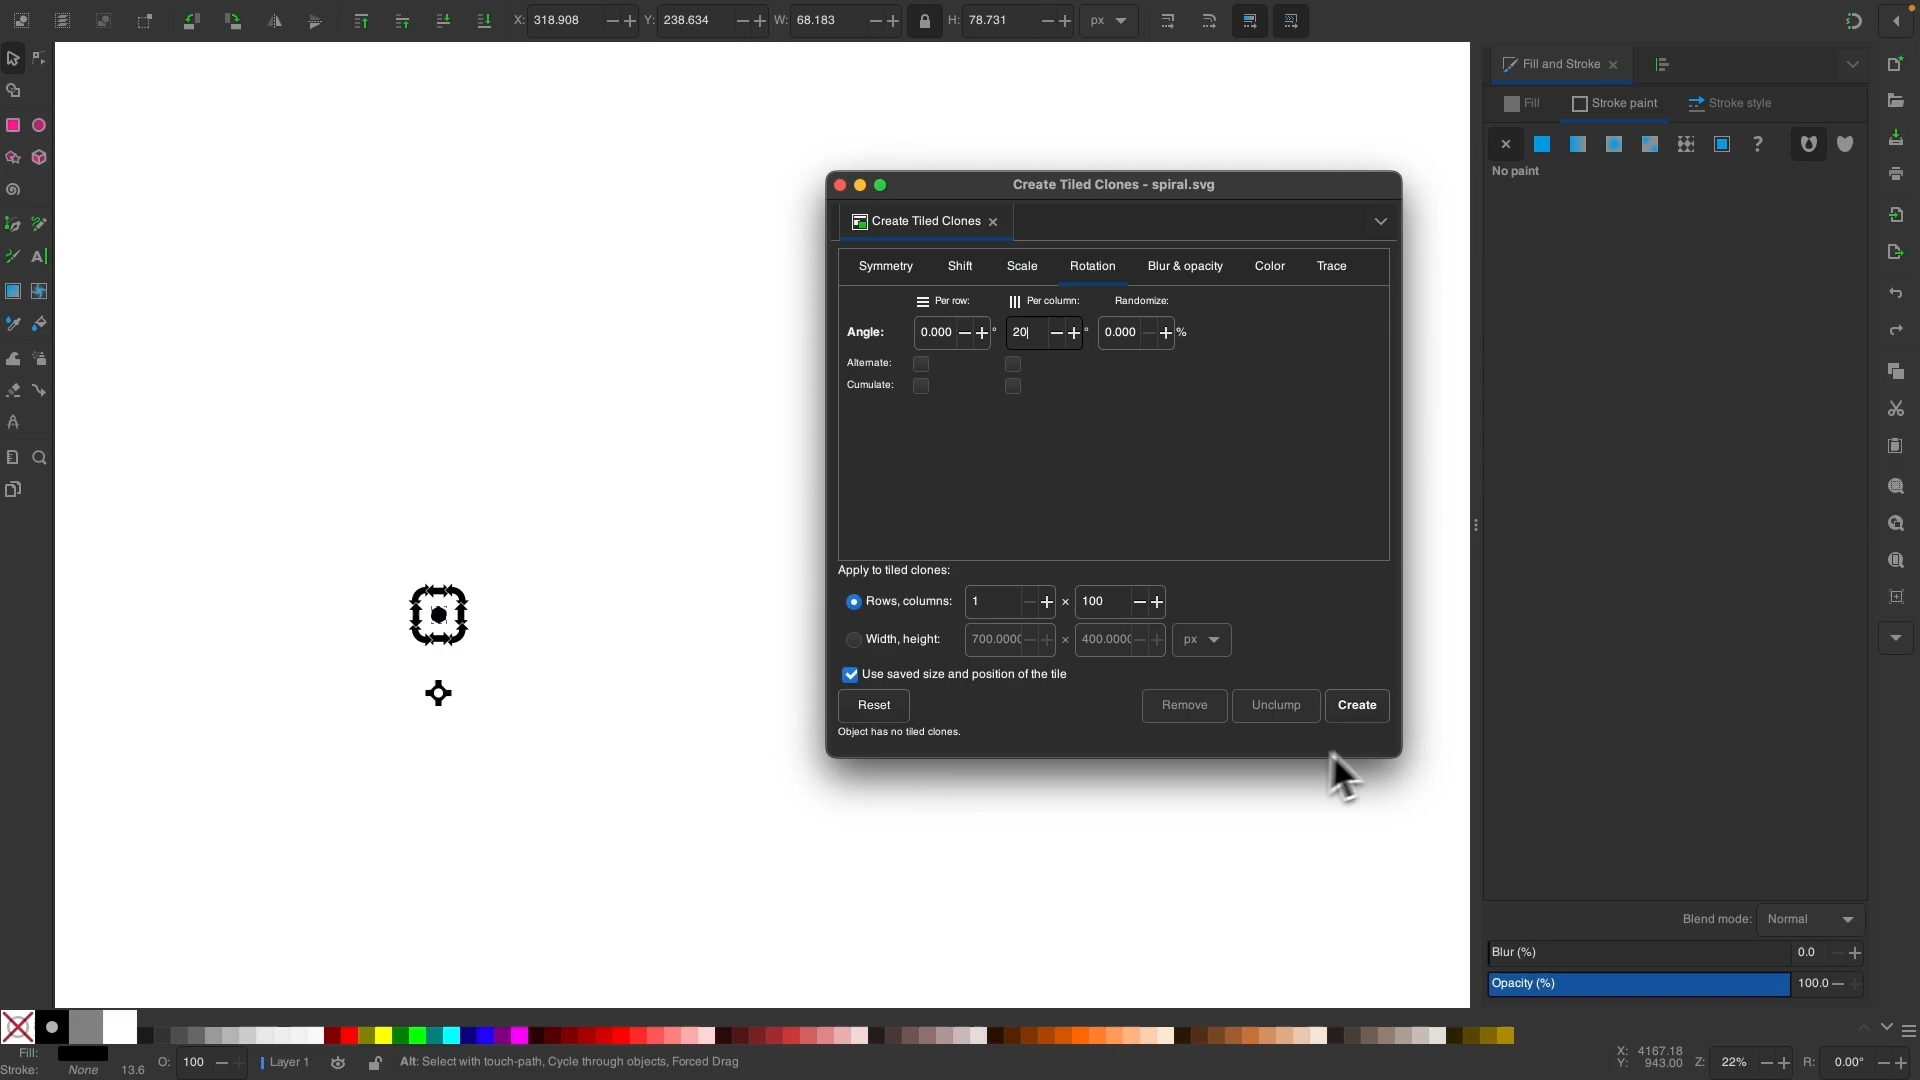 X: 318.908 Y: 238.634 W: 68.183 H: 78.731 px
Fill and Stroke
Fill Stroke paint Stroke style
?
No paint
Create Tiled Clones - spiral.svg
Create Tiled Clones
Symmetry Shift Scale Rotation Blur & opacity Color Trace
Per row: Per column: Randomize:
Angle: 0.000 ° 20 ° 0.000 %
Alternate:
Cumulate:
Apply to tiled clones:
Rows, columns: 1 × 100
Width, height: 700.000 × 400.000 px
Use saved size and position of the tile
Reset Remove Unclump Create
Object has no tiled clones.
Blend mode: Normal
Blur (%) 0.0
Opacity (%) 100.0
Fill:
Stroke: None 13.6 O: 100 Layer 1 Alt: Select with touch-path, Cycle through objects, Forced Drag
X: 4167.18
Y: 943.00 Z: 22% R: 0.00°